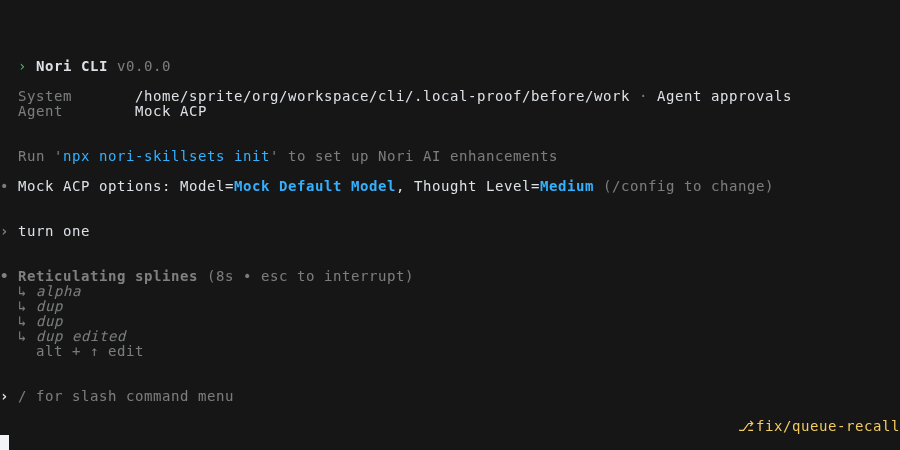 › Nori CLI v0.0.0
System /home/sprite/org/workspace/cli/.local-proof/before/work · Agent approvals
Agent Mock ACP
Run 'npx nori-skillsets init' to set up Nori AI enhancements
• Mock ACP options: Model=Mock Default Model, Thought Level=Medium (/config to change)
› turn one
• Reticulating splines (8s • esc to interrupt)
↳ alpha
↳ dup
↳ dup
↳ dup edited
alt + ↑ edit
› / for slash command menu
⎇fix/queue-recall